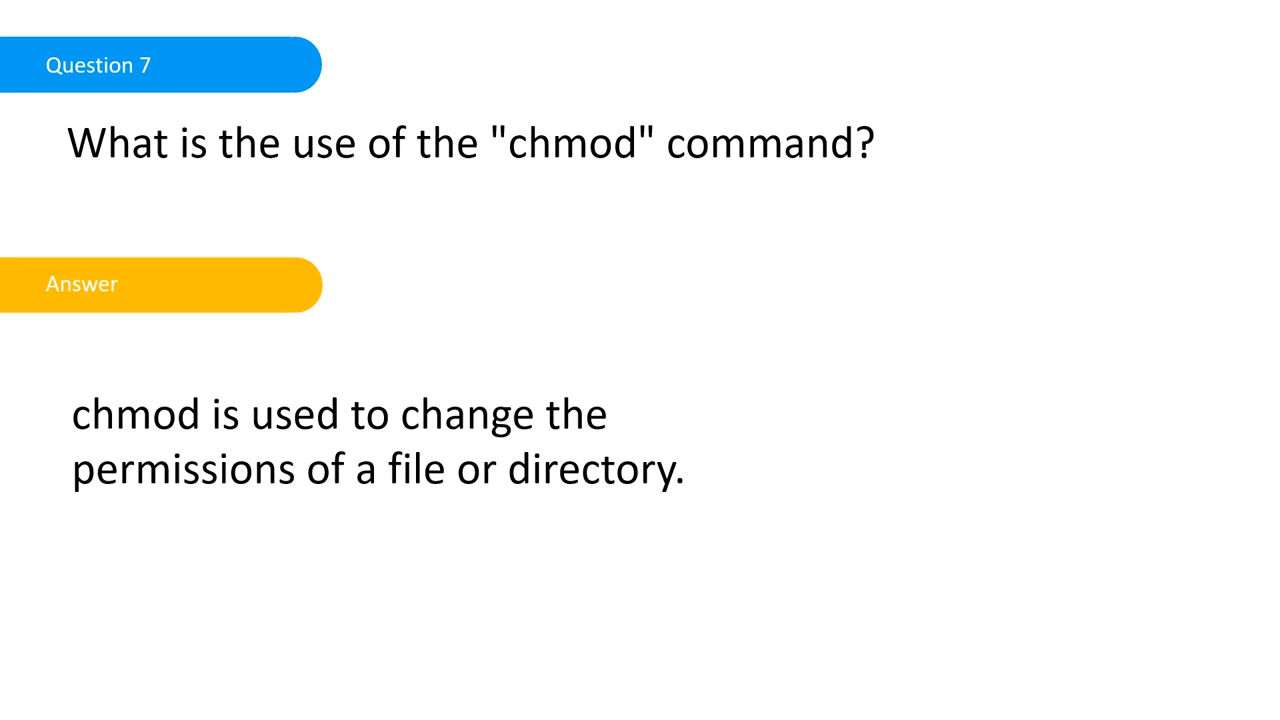 Question 7
What is the use of the "chmod" command?
Answer
chmod is used to change the
permissions of a file or directory.